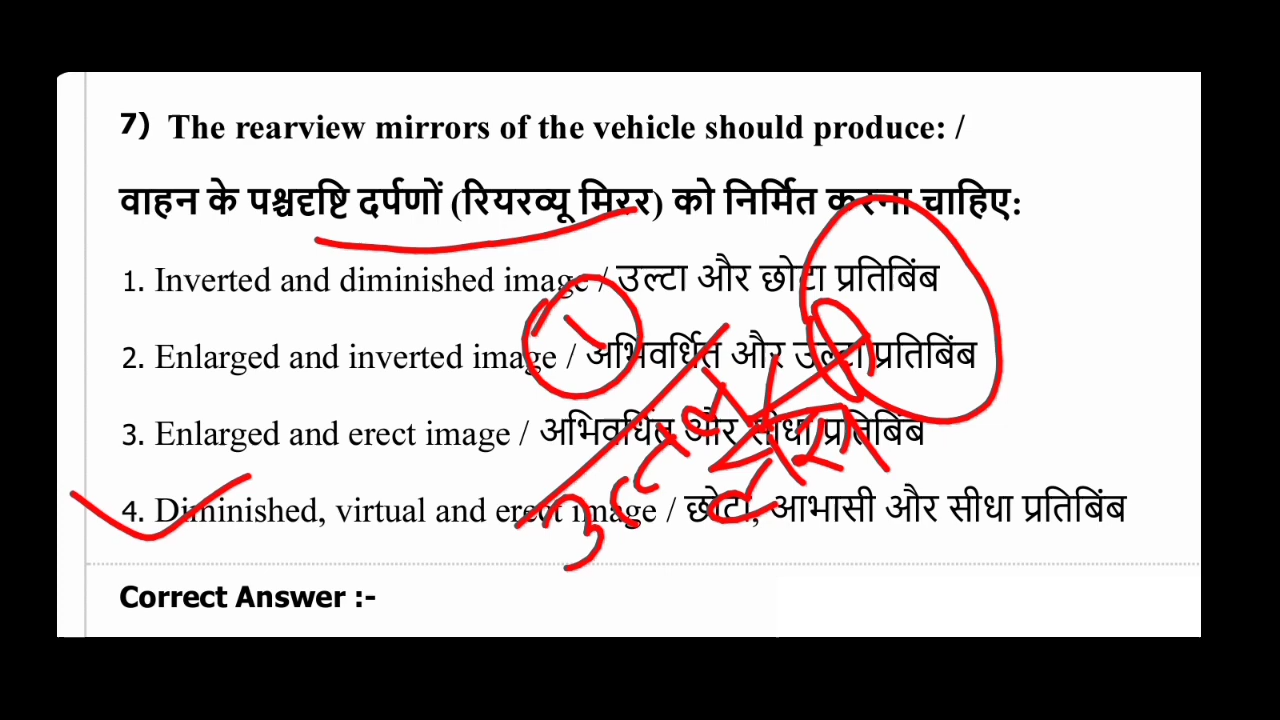 7) The rearview mirrors of the vehicle should produce: /
वाहन के पश्चदृष्टि दर्पणों (रियरव्यू मिरर) को निर्मित करना चाहिए:
1. Inverted and diminished image / उल्टा और छोटा प्रतिबिंब
2. Enlarged and inverted image / अभिवर्धित और उल्टा प्रतिबिंब
3. Enlarged and erect image / अभिवर्धित और सीधा प्रतिबिंब
4. Diminished, virtual and erect image / छोटा, आभासी और सीधा प्रतिबिंब
उत्तल
Correct Answer :-